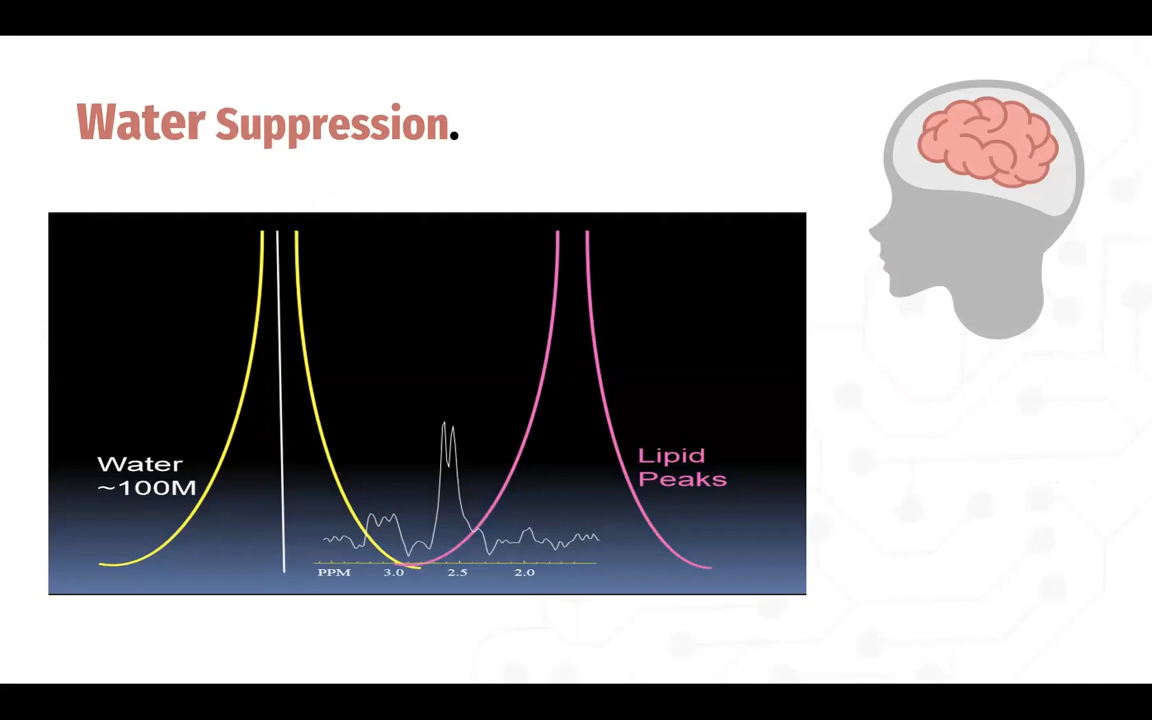 Water Suppression.
Water
~100M
Lipid
Peaks
PPM 3.0 2.5 2.0